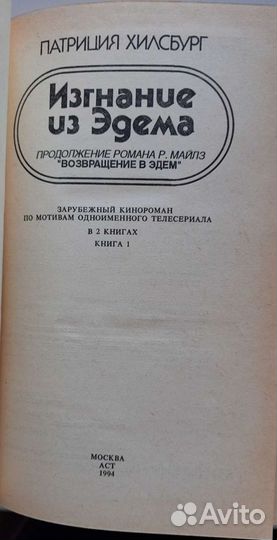 ПАТРИЦИЯ ХИЛСБУРГ
Изгнание
из Эдема
ПРОДОЛЖЕНИЕ РОМАНА Р. МАЙЛЗ
"ВОЗВРАЩЕНИЕ В ЭДЕМ"
ЗАРУБЕЖНЫЙ КИНОРОМАН
ПО МОТИВАМ ОДНОИМЕННОГО ТЕЛЕСЕРИАЛА
В 2 КНИГАХ
КНИГА 1
МОСКВА
АСТ
1994
Avito